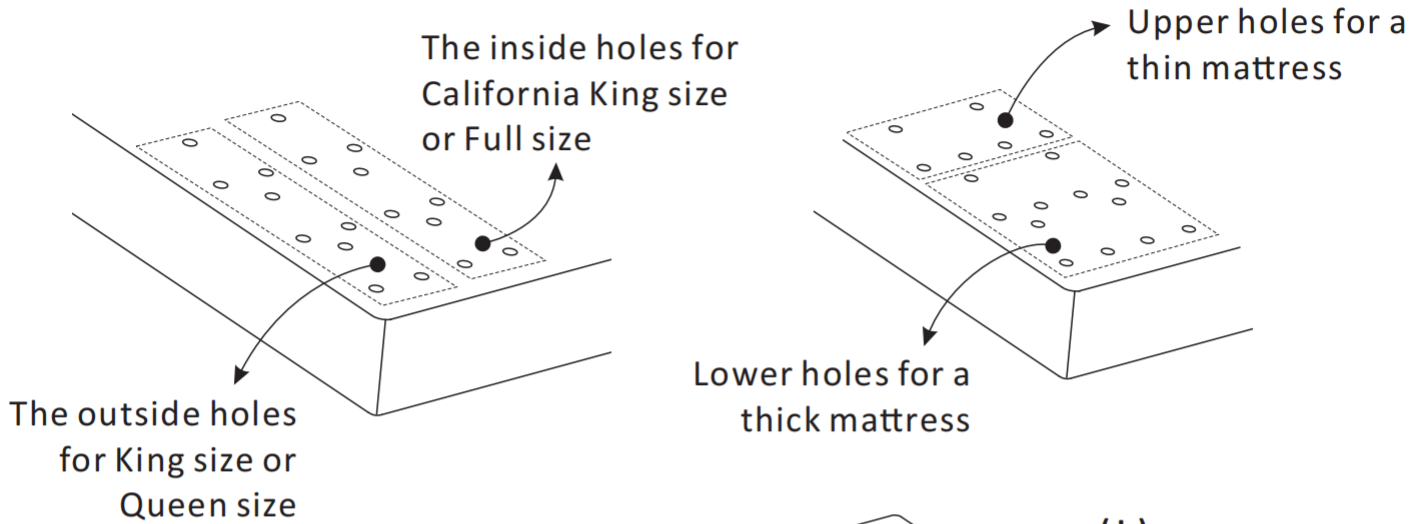 The inside holes for
California King size
or Full size
Upper holes for a
thin mattress
The outside holes
for King size or
Queen size
Lower holes for a
thick mattress